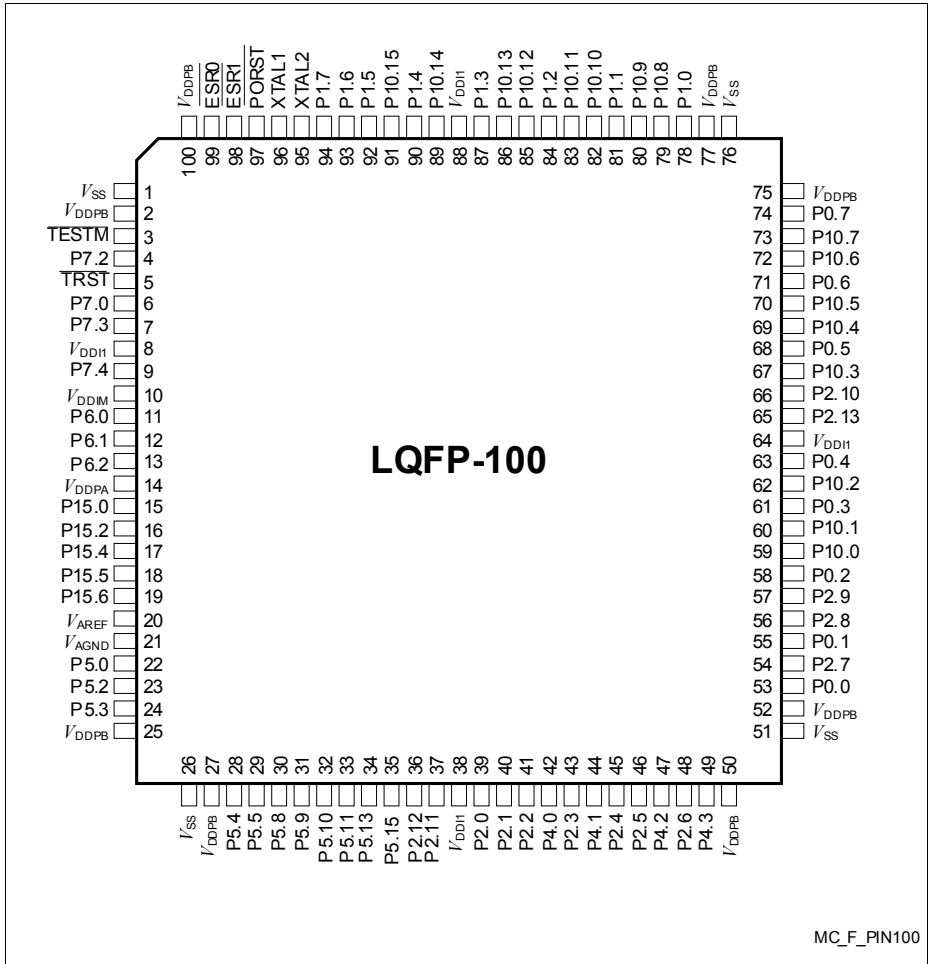 VDDPB
ESR0
ESR1
PORST
XTAL1
XTAL2
P1.7
P1.6
P1.5
P10.15
P1.4
P10.14
VDDI1
P1.3
P10.13
P10.12
P1.2
P10.11
P10.10
P1.1
P10.9
P10.8
P1.0
VDDPB
VSS
100
99
98
97
96
95
94
93
92
91
90
89
88
87
86
85
84
83
82
81
80
79
78
77
76
VSS 1
VDDPB 2
TESTM 3
P7.2 4
TRST 5
P7.0 6
P7.3 7
VDDI1 8
P7.4 9
VDDIM 10
P6.0 11
P6.1 12
P6.2 13
VDDPA 14
P15.0 15
P15.2 16
P15.4 17
P15.5 18
P15.6 19
VAREF 20
VAGND 21
P5.0 22
P5.2 23
P5.3 24
VDDPB 25
LQFP-100
75 VDDPB
74 P0.7
73 P10.7
72 P10.6
71 P0.6
70 P10.5
69 P10.4
68 P0.5
67 P10.3
66 P2.10
65 P2.13
64 VDDI1
63 P0.4
62 P10.2
61 P0.3
60 P10.1
59 P10.0
58 P0.2
57 P2.9
56 P2.8
55 P0.1
54 P2.7
53 P0.0
52 VDDPB
51 VSS
26
27
28
29
30
31
32
33
34
35
36
37
38
39
40
41
42
43
44
45
46
47
48
49
50
VSS
VDDPB
P5.4
P5.5
P5.8
P5.9
P5.10
P5.11
P5.13
P5.15
P2.12
P2.11
VDDI1
P2.0
P2.1
P2.2
P4.0
P2.3
P4.1
P2.4
P2.5
P4.2
P2.6
P4.3
VDDPB
MC_F_PIN100